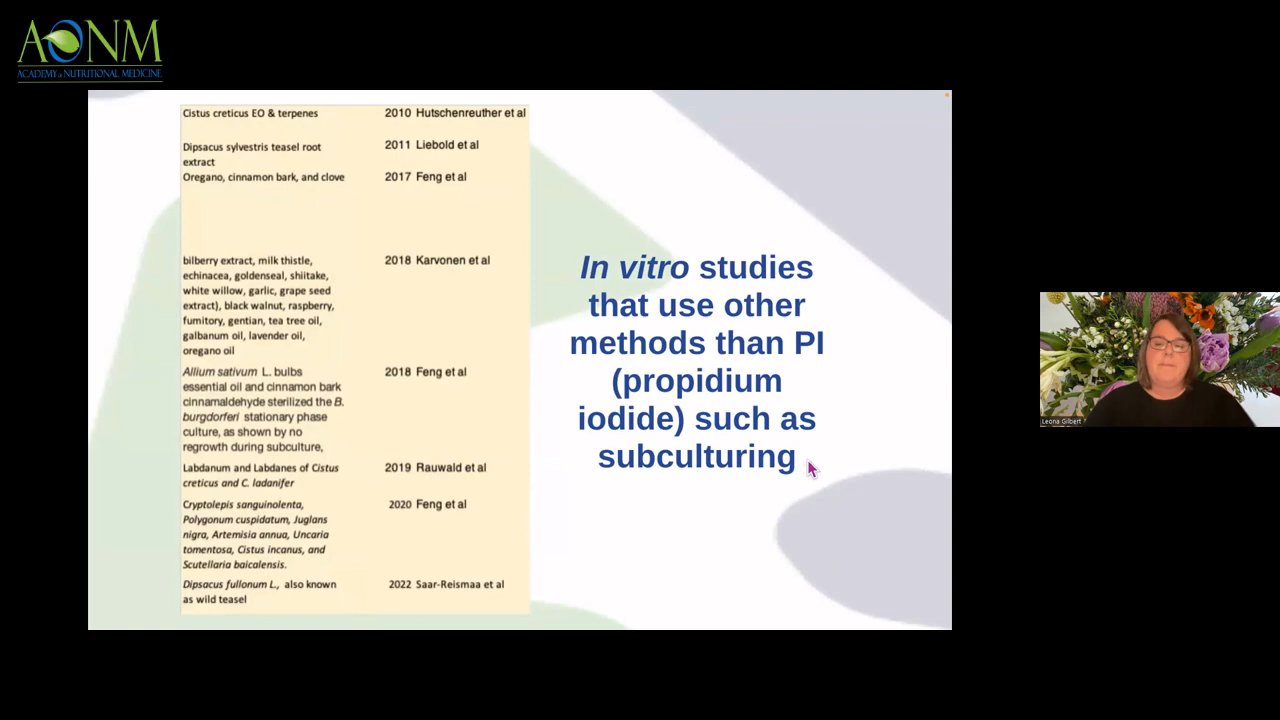 AONM
ACADEMY of NUTRITIONAL MEDICINE
Cistus creticus EO & terpenes 2010 Hutschenreuther et al
Dipsacus sylvestris teasel root 2011 Liebold et al
extract
Oregano, cinnamon bark, and clove 2017 Feng et al
bilberry extract, milk thistle, 2018 Karvonen et al
echinacea, goldenseal, shiitake,
white willow, garlic, grape seed
extract), black walnut, raspberry,
fumitory, gentian, tea tree oil,
galbanum oil, lavender oil,
oregano oil
Allium sativum L. bulbs 2018 Feng et al
essential oil and cinnamon bark
cinnamaldehyde sterilized the B.
burgdorferi stationary phase
culture, as shown by no
regrowth during subculture,
Labdanum and Labdanes of Cistus 2019 Rauwald et al
creticus and C. ladanifer
Cryptolepis sanguinolenta, 2020 Feng et al
Polygonum cuspidatum, Juglans
nigra, Artemisia annua, Uncaria
tomentosa, Cistus incanus, and
Scutellaria baicalensis.
Dipsacus fullonum L., also known 2022 Saar-Reismaa et al
as wild teasel
In vitro studies
that use other
methods than PI
(propidium
iodide) such as
subculturing
Leona Gilbert